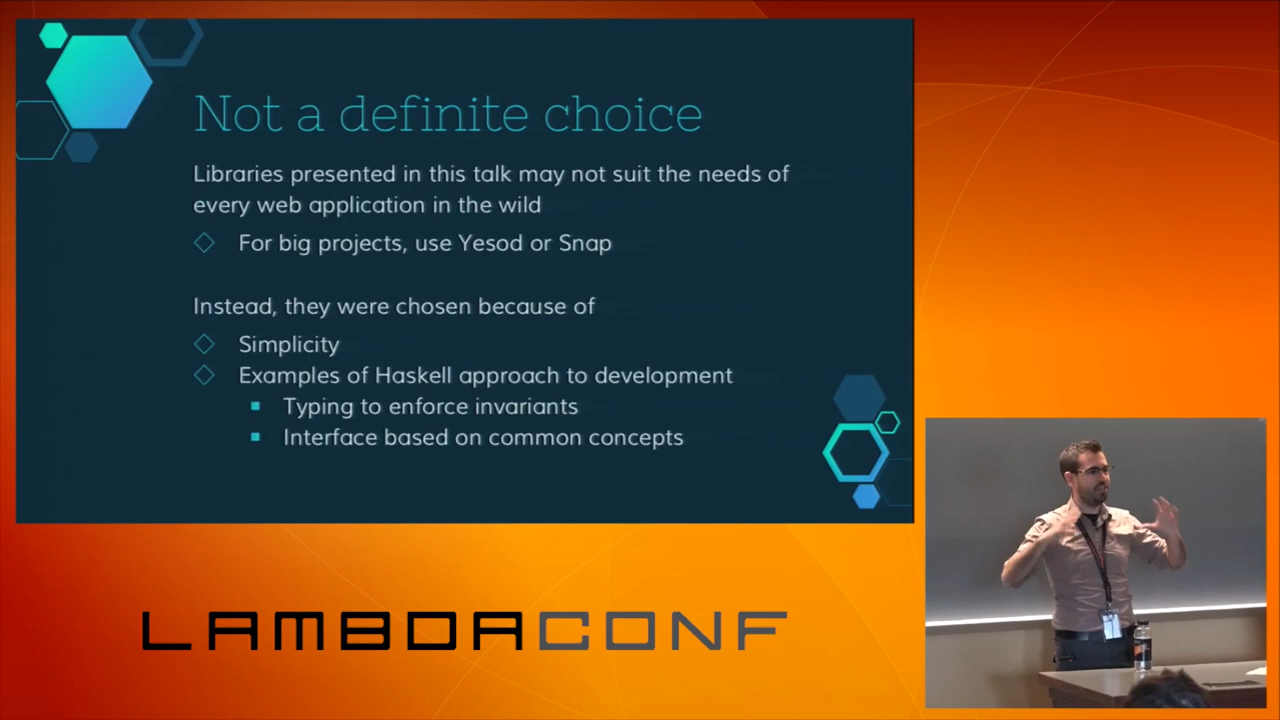 Not a definite choice
Libraries presented in this talk may not suit the needs of
every web application in the wild
For big projects, use Yesod or Snap
Instead, they were chosen because of
Simplicity
Examples of Haskell approach to development
Typing to enforce invariants
Interface based on common concepts
LAMBDACONF